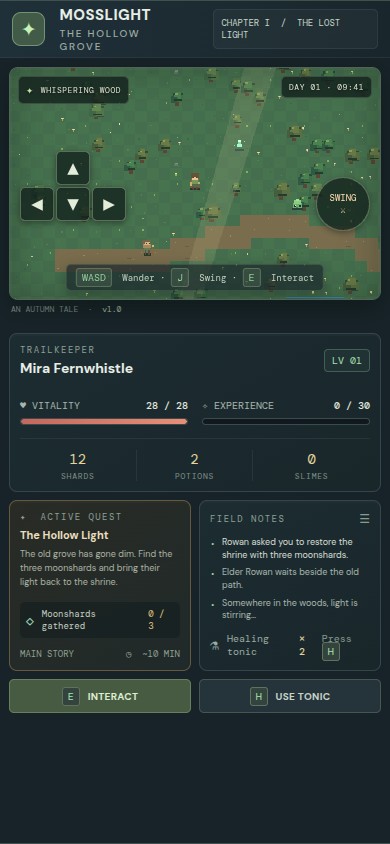 MOSSLIGHT
THE HOLLOW
GROVE
CHAPTER I / THE LOST
LIGHT
WHISPERING WOOD
DAY 01 · 09:41
SWING
WASD Wander · J Swing · E Interact
AN AUTUMN TALE · v1.0
TRAILKEEPER
Mira Fernwhistle
LV 01
VITALITY 28 / 28
EXPERIENCE 0 / 30
12 2 0
SHARDS POTIONS SLIMES
ACTIVE QUEST
The Hollow Light
The old grove has gone dim. Find the
three moonshards and bring their
light back to the shrine.
Moonshards
gathered
0 /
3
MAIN STORY ~10 MIN
FIELD NOTES
• Rowan asked you to restore the
shrine with three moonshards.
• Elder Rowan waits beside the old
path.
• Somewhere in the woods, light is
stirring…
Healing
tonic
×
2
Press
H
E INTERACT
H USE TONIC